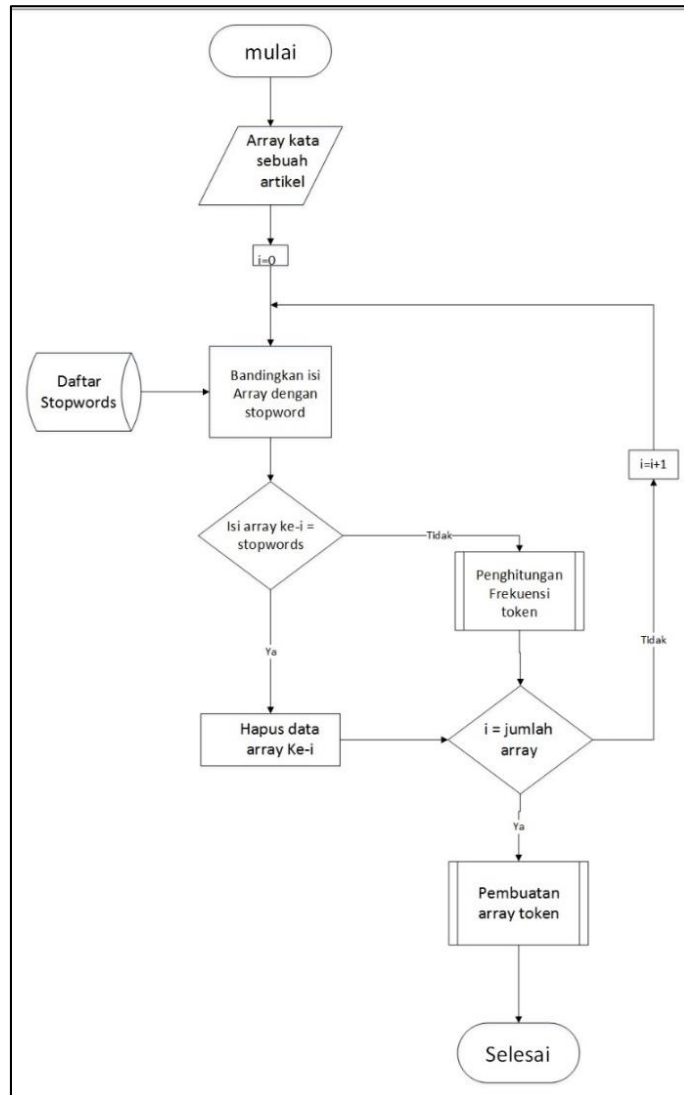 mulai
Array kata
sebuah
artikel
i=0
Daftar
Stopwords
Bandingkan isi
Array dengan
stopword
i=i+1
Isi array ke-i =
stopwords
Tidak
Penghitungan
Frekuensi
token
Ya
Tidak
Hapus data
array Ke-i
i = jumlah
array
Ya
Pembuatan
array token
Selesai